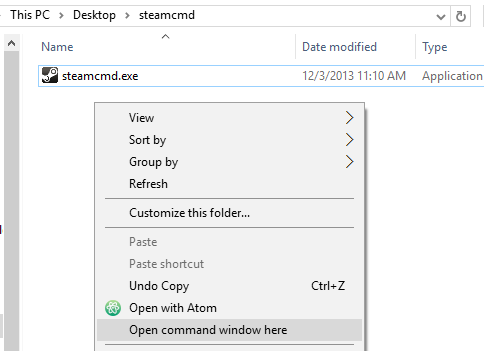 This PC > Desktop > steamcmd
Name Date modified Type
steamcmd.exe 12/3/2013 11:10 AM Application
View
Sort by
Group by
Refresh
Customize this folder...
Paste
Paste shortcut
Undo Copy Ctrl+Z
Open with Atom
Open command window here